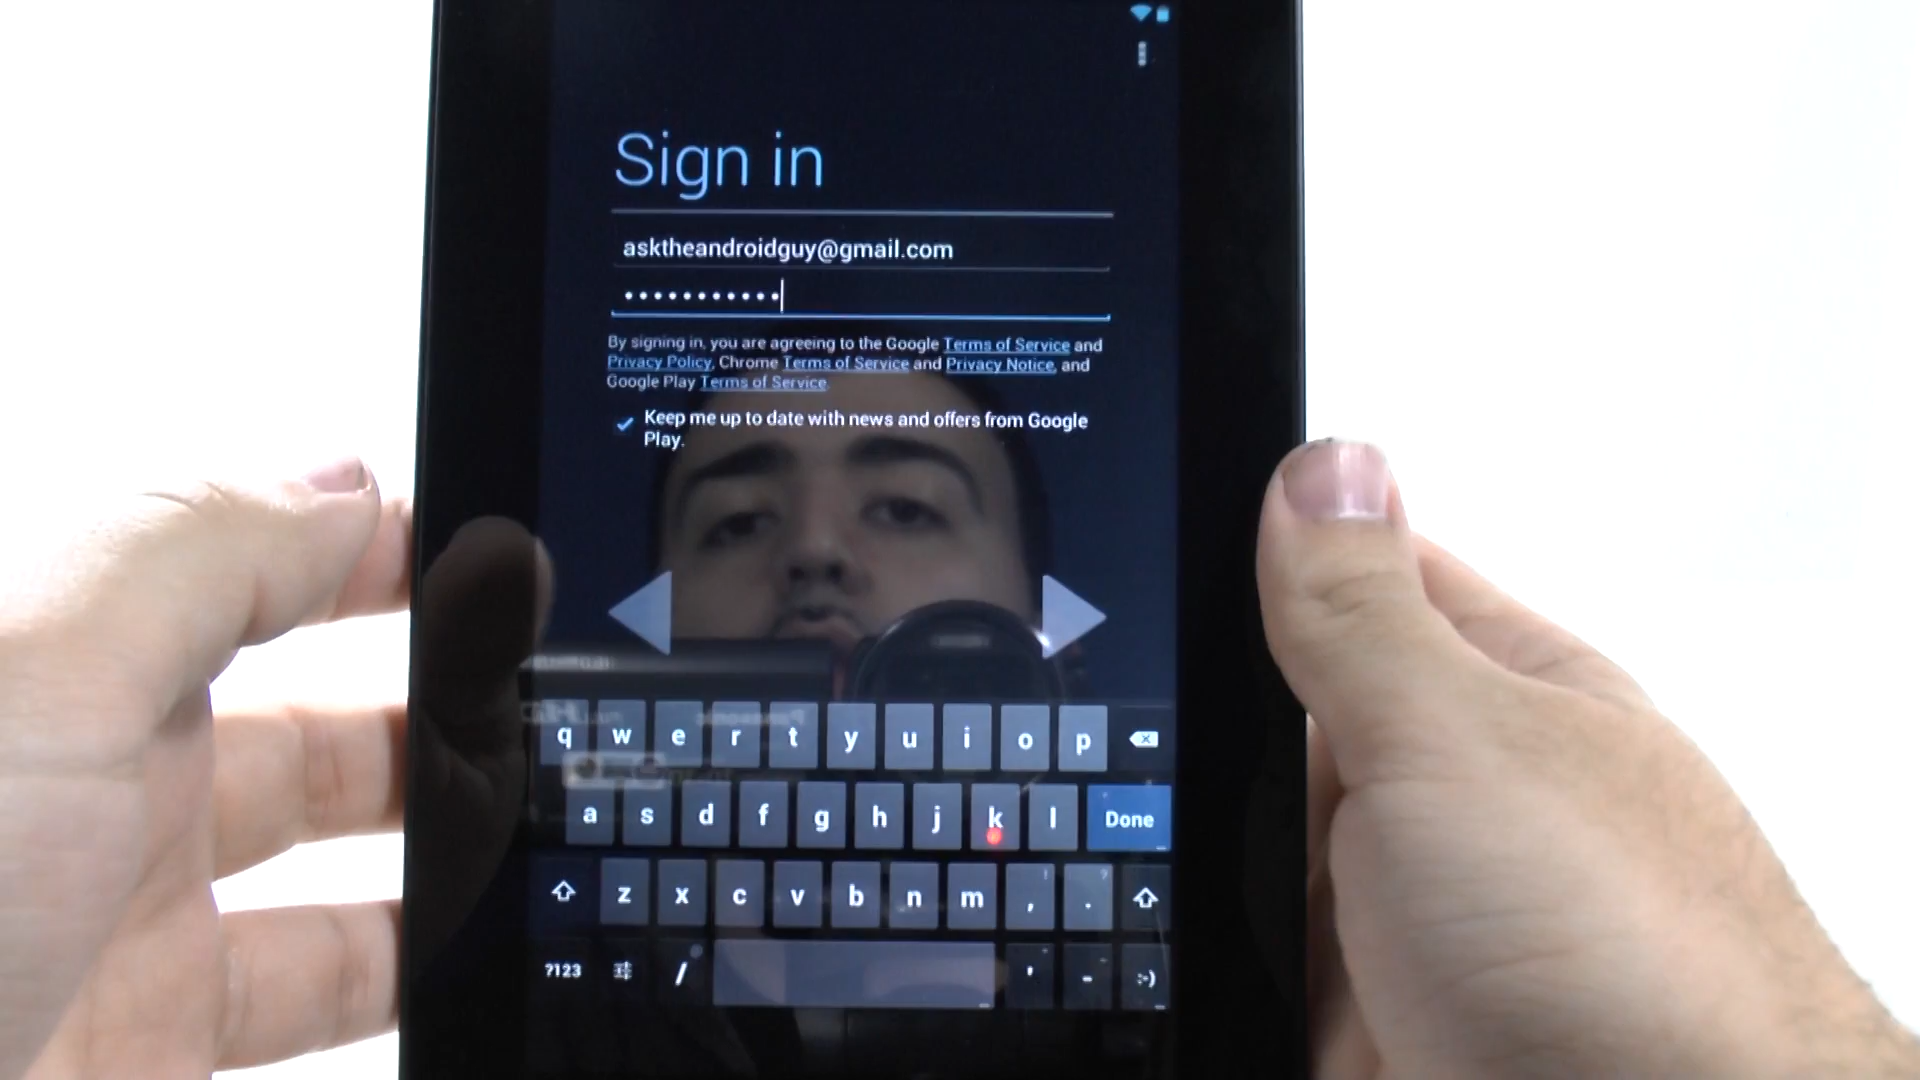 Sign in
asktheandroidguy@gmail.com
•••••••••••
By signing in, you are agreeing to the Google Terms of Service and
Privacy Policy, Chrome Terms of Service and Privacy Notice, and
Google Play Terms of Service.
Keep me up to date with news and offers from Google
Play.
q w e r t y u i o p
a s d f g h j k l Done
z x c v b n m , ! . ?
?123 / ' - :-)